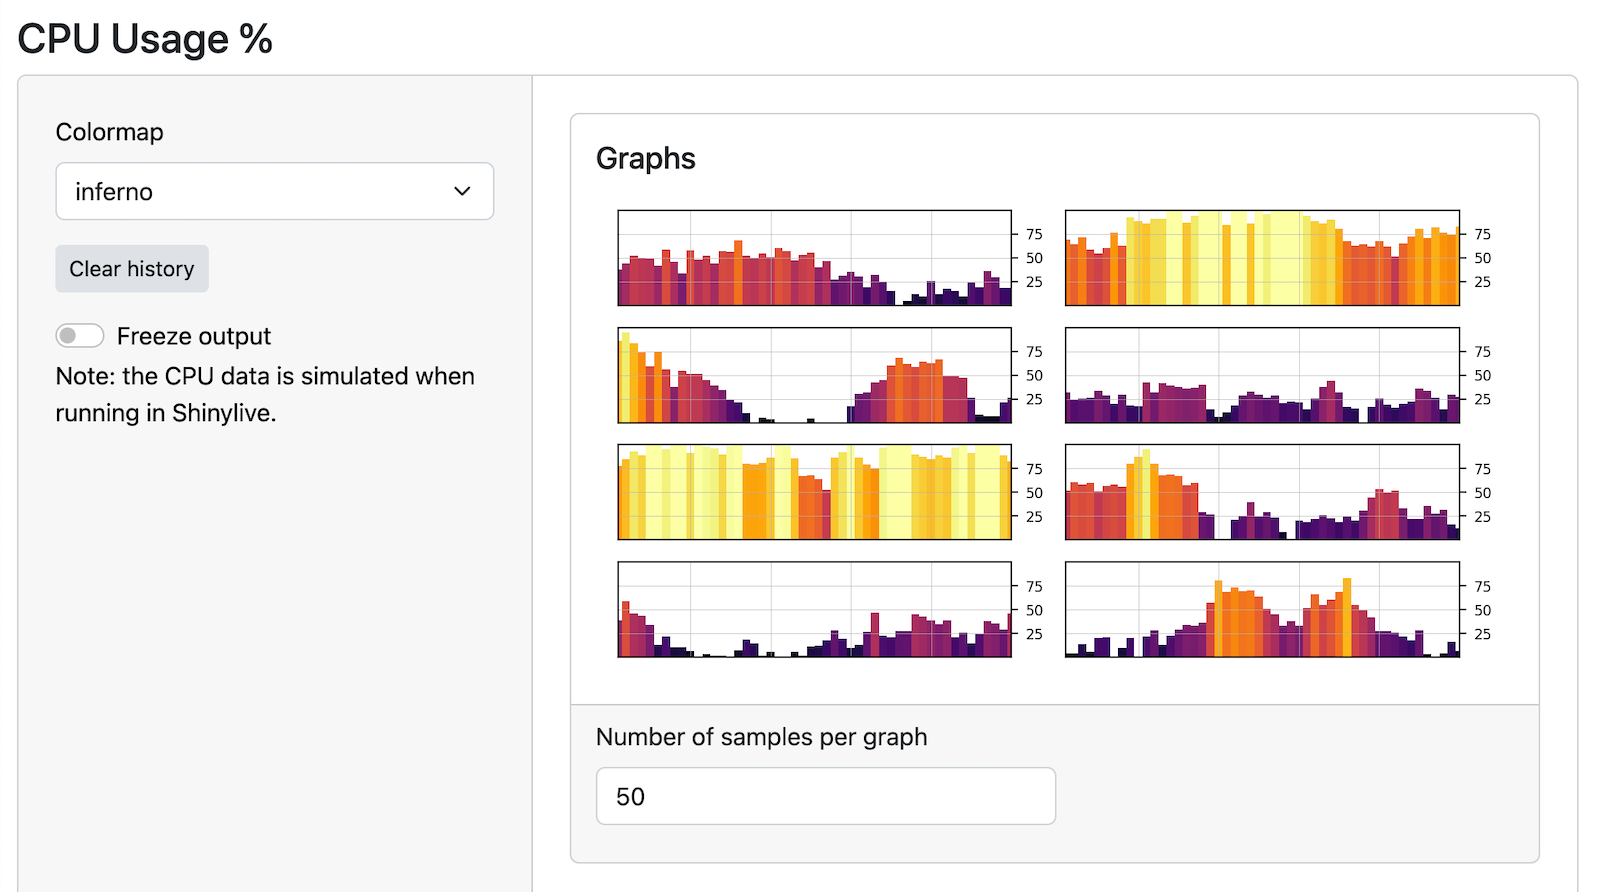 CPU Usage %
Colormap
inferno
Clear history
Freeze output
Note: the CPU data is simulated when
running in Shinylive.
Graphs
75
50
25
75
50
25
75
50
25
75
50
25
75
50
25
75
50
25
75
50
25
75
50
25
Number of samples per graph
50